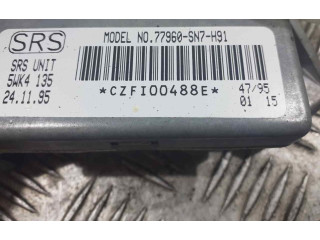 SRS
MODEL NO.77960-SN7-H91
SRS UNIT
5WK4 135
24.11.95
*CZFI00488E*
47/95
01 15